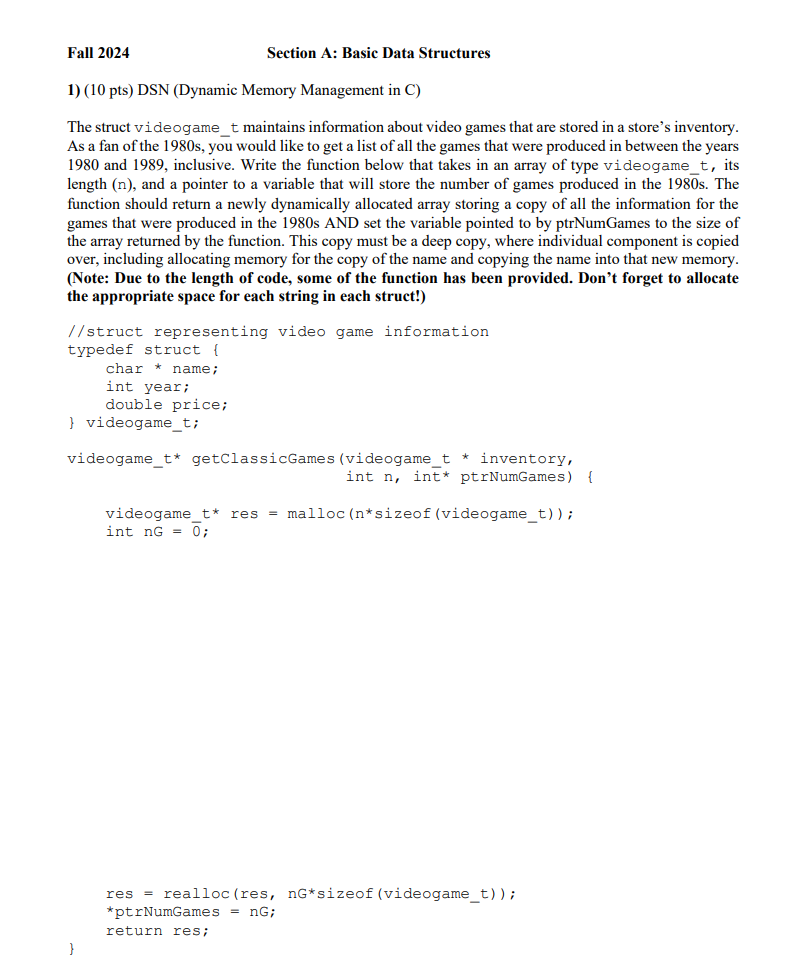 Fall 2024 Section A: Basic Data Structures
1) (10 pts) DSN (Dynamic Memory Management in C)
The struct videogame_t maintains information about video games that are stored in a store’s inventory.
As a fan of the 1980s, you would like to get a list of all the games that were produced in between the years
1980 and 1989, inclusive. Write the function below that takes in an array of type videogame_t, its
length (n), and a pointer to a variable that will store the number of games produced in the 1980s. The
function should return a newly dynamically allocated array storing a copy of all the information for the
games that were produced in the 1980s AND set the variable pointed to by ptrNumGames to the size of
the array returned by the function. This copy must be a deep copy, where individual component is copied
over, including allocating memory for the copy of the name and copying the name into that new memory.
(Note: Due to the length of code, some of the function has been provided. Don’t forget to allocate
the appropriate space for each string in each struct!)
//struct representing video game information
typedef struct {
    char * name;
    int year;
    double price;
} videogame_t;
videogame_t* getClassicGames(videogame_t * inventory,
                             int n, int* ptrNumGames) {
    videogame_t* res = malloc(n*sizeof(videogame_t));
    int nG = 0;
    res = realloc(res, nG*sizeof(videogame_t));
    *ptrNumGames = nG;
    return res;
}